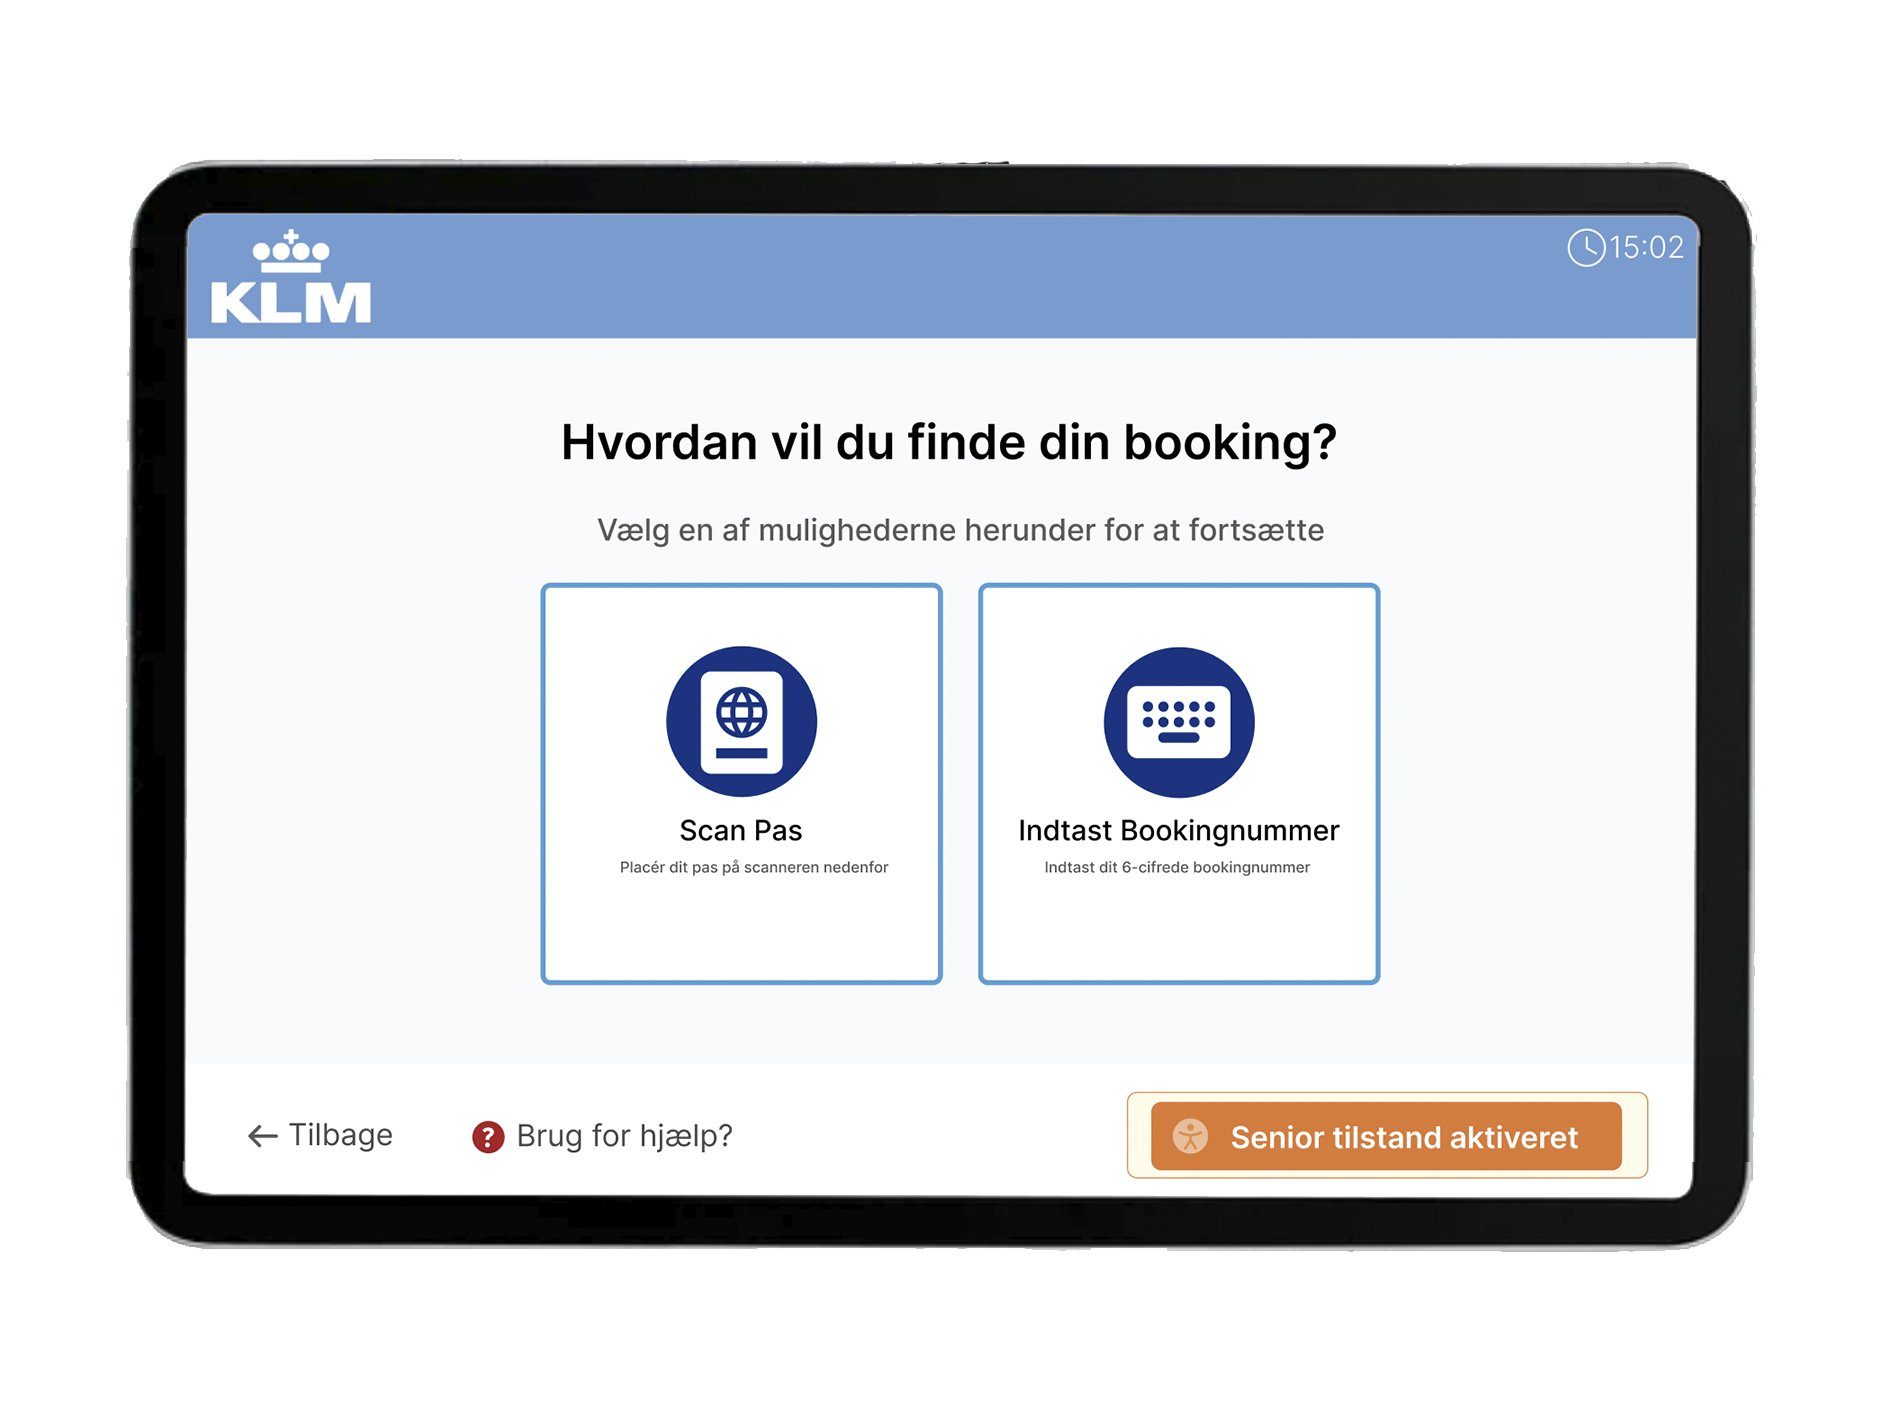 KLM
15:02
Hvordan vil du finde din booking?
Vælg en af mulighederne herunder for at fortsætte
Scan Pas
Placér dit pas på scanneren nedenfor
Indtast Bookingnummer
Indtast dit 6-cifrede bookingnummer
Tilbage
? Brug for hjælp?
Senior tilstand aktiveret